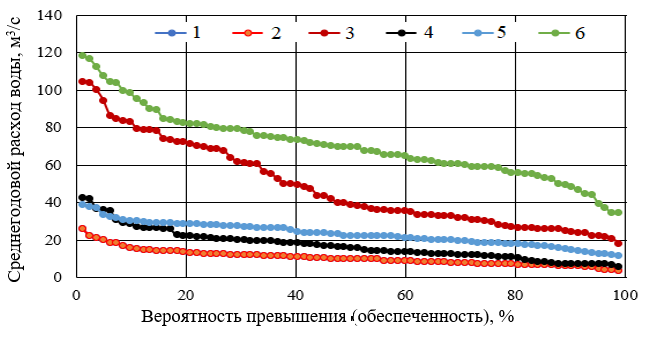 Среднегодовой расход воды, м³/с
140
120
100
80
60
40
20
0
1 2 3 4 5 6
0 20 40 60 80 100
Вероятность превышения (обеспеченность), %